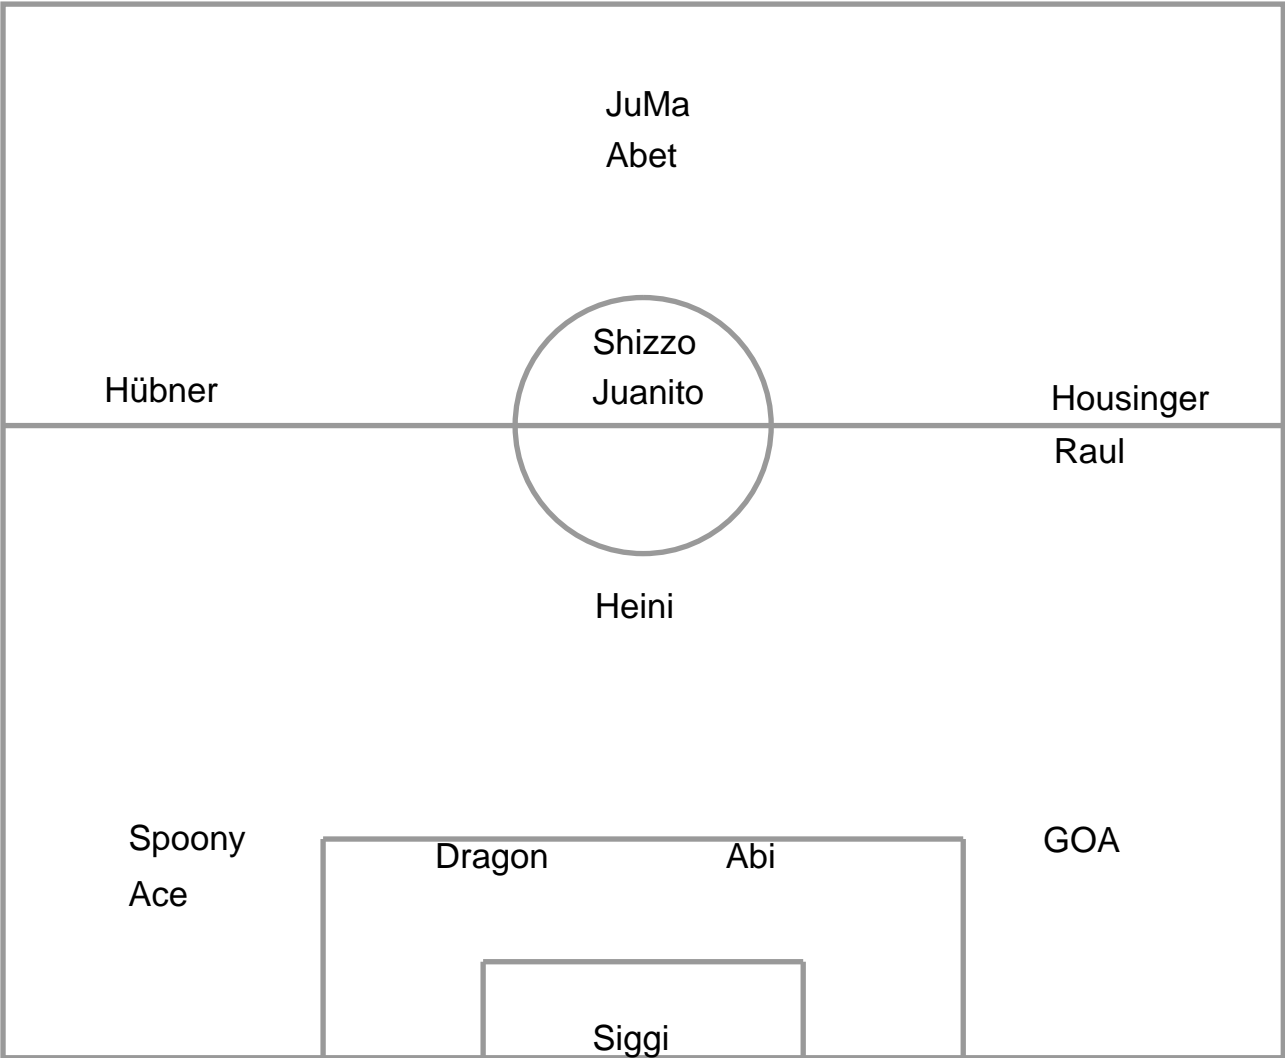 JuMa
Abet
Shizzo
Hübner
Juanito
Housinger
Raul
Heini
Spoony
Dragon
Abi
GOA
Ace
Siggi